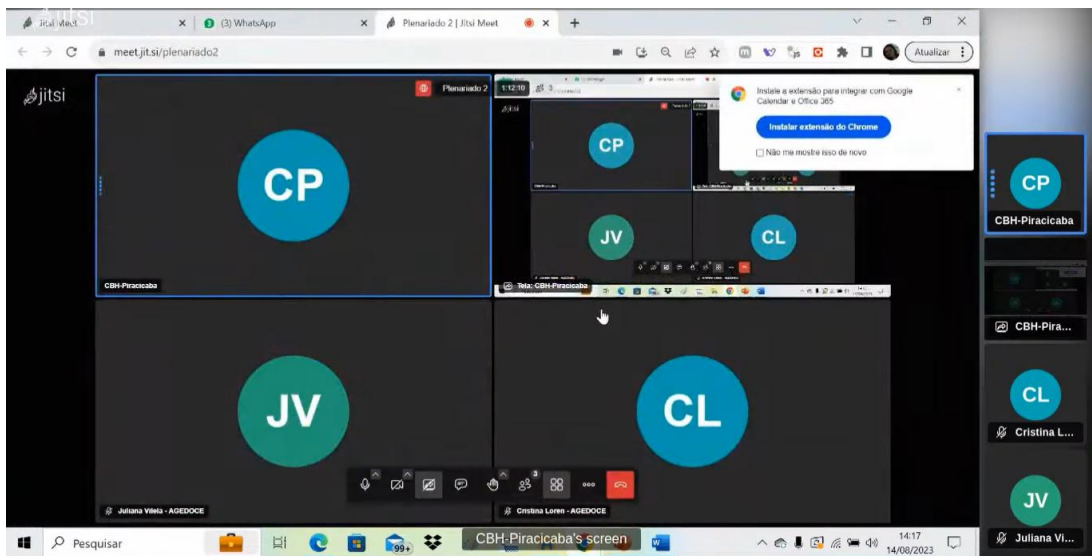 Jitsi Meet
(3) WhatsApp
Plenariado 2 | Jitsi Meet
meet.jit.si/plenariado2
Atualizar
jitsi
Plenariado 2
1:12:10
3
Instale a extensão para integrar com Google
Calendar e Office 365
Instalar extensão do Chrome
Não me mostre isso de novo
CP
CBH-Piracicaba
CP
JV
CL
Tela: CBH-Piracicaba
JV
Juliana Vilela - AGEDOCE
CL
Cristina Loren - AGEDOCE
3
CP
CBH-Piracicaba
CBH-Pira...
CL
Cristina L...
JV
Juliana Vi...
Pesquisar
99+
CBH-Piracicaba's screen
14:17
14/08/2023